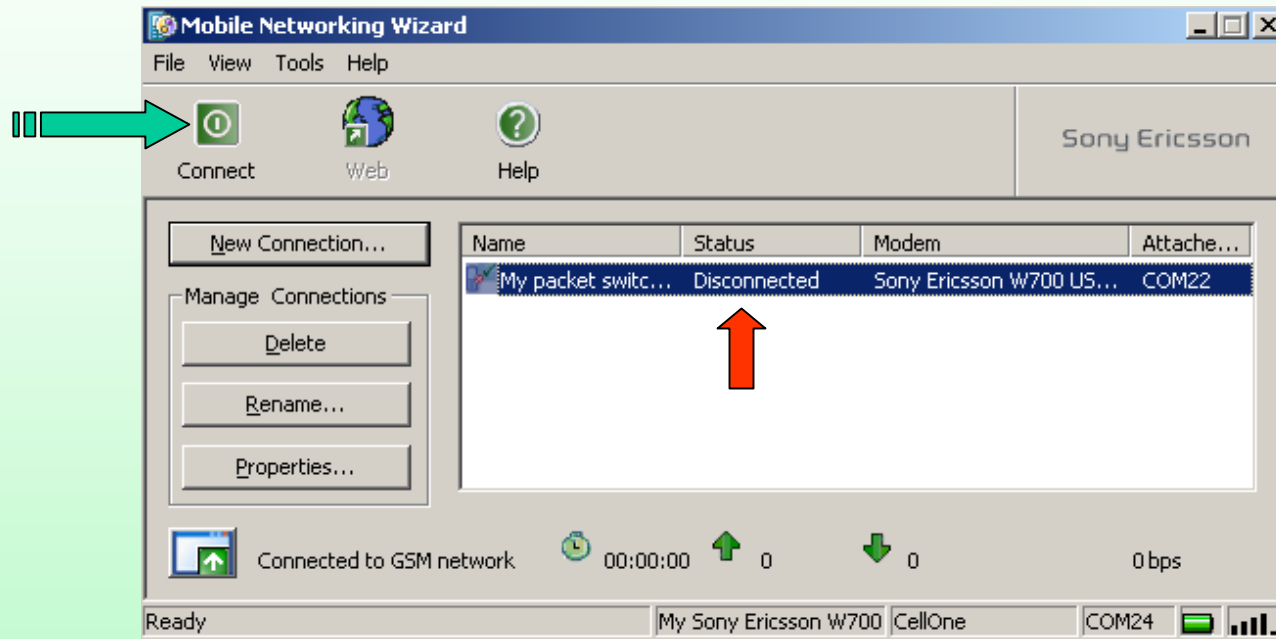 Mobile Networking Wizard
File View Tools Help
Connect Web Help
Sony Ericsson
New Connection...
Name Status Modem Attache...
My packet switc... Disconnected Sony Ericsson W700 US... COM22
Manage Connections
Delete
Rename...
Properties...
Connected to GSM network 00:00:00 0 0 0 bps
Ready My Sony Ericsson W700 CellOne COM24